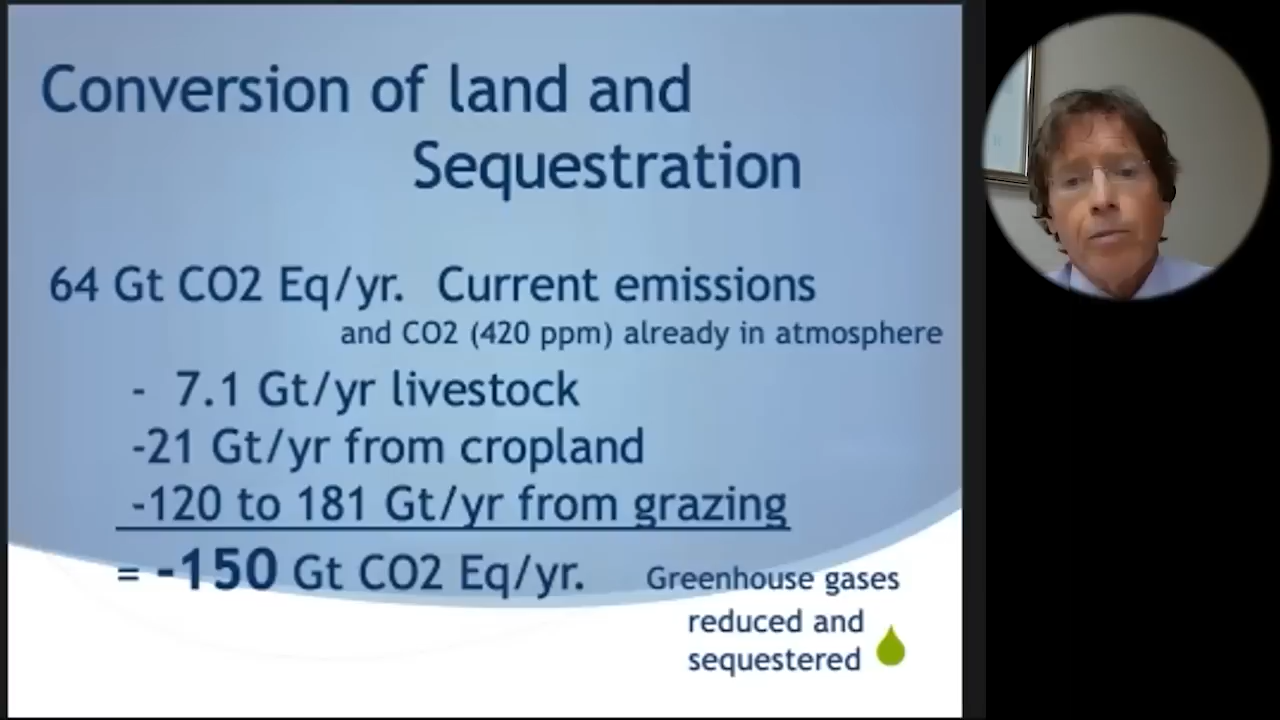 Conversion of land and
Sequestration
64 Gt CO2 Eq/yr. Current emissions
and CO2 (420 ppm) already in atmosphere
- 7.1 Gt/yr livestock
-21 Gt/yr from cropland
-120 to 181 Gt/yr from grazing
= -150 Gt CO2 Eq/yr. Greenhouse gases
reduced and
sequestered